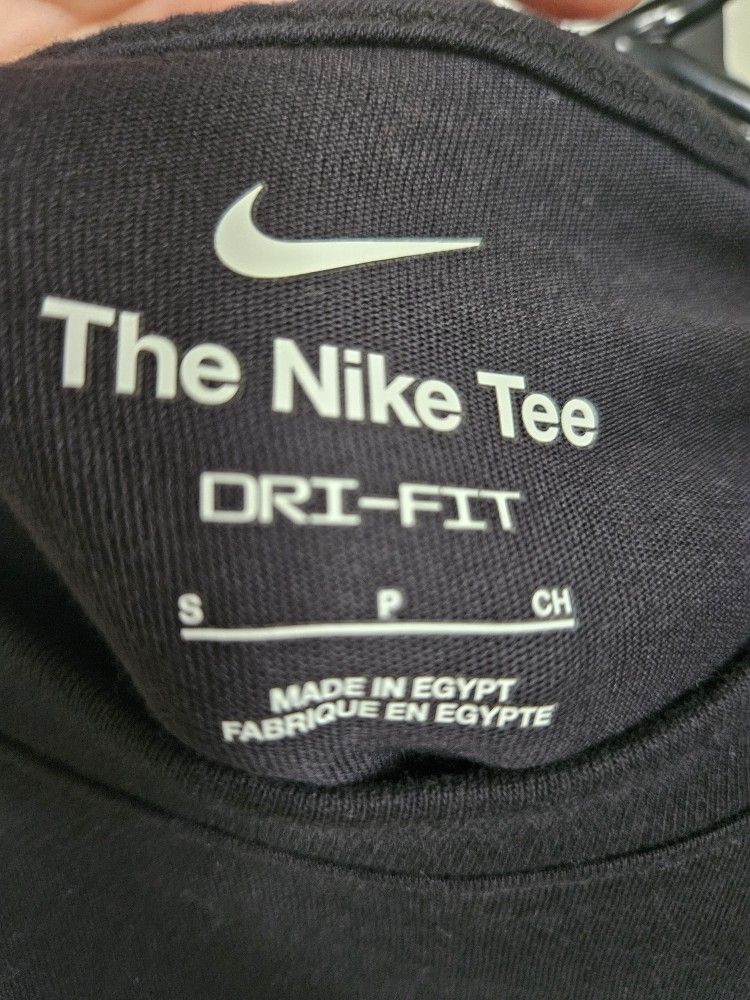 The Nike Tee
DRI-FIT
S P CH
MADE IN EGYPT
FABRIQUE EN EGYPTE